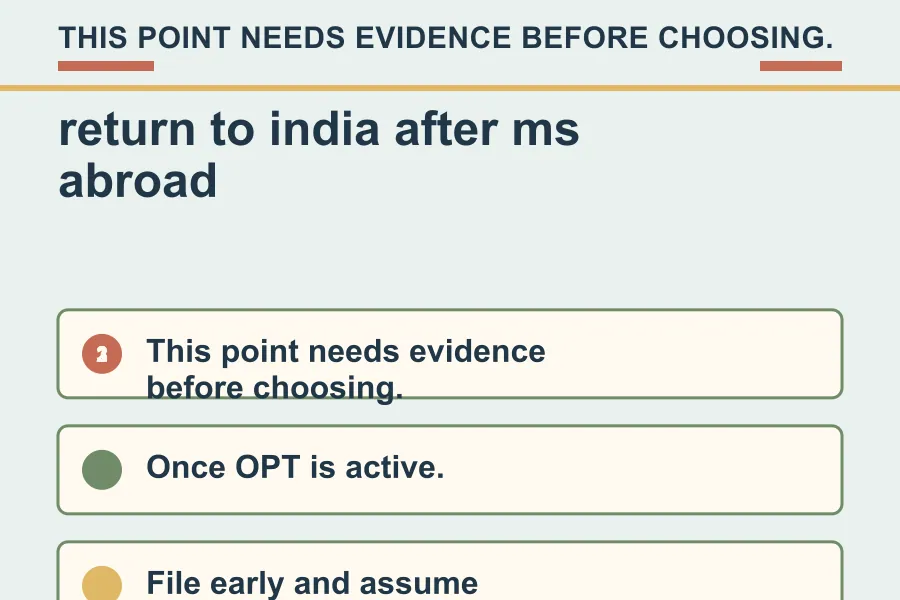 THIS POINT NEEDS EVIDENCE BEFORE CHOOSING.
return to india after ms
abroad
This point needs evidence
before choosing.
Once OPT is active.
File early and assume